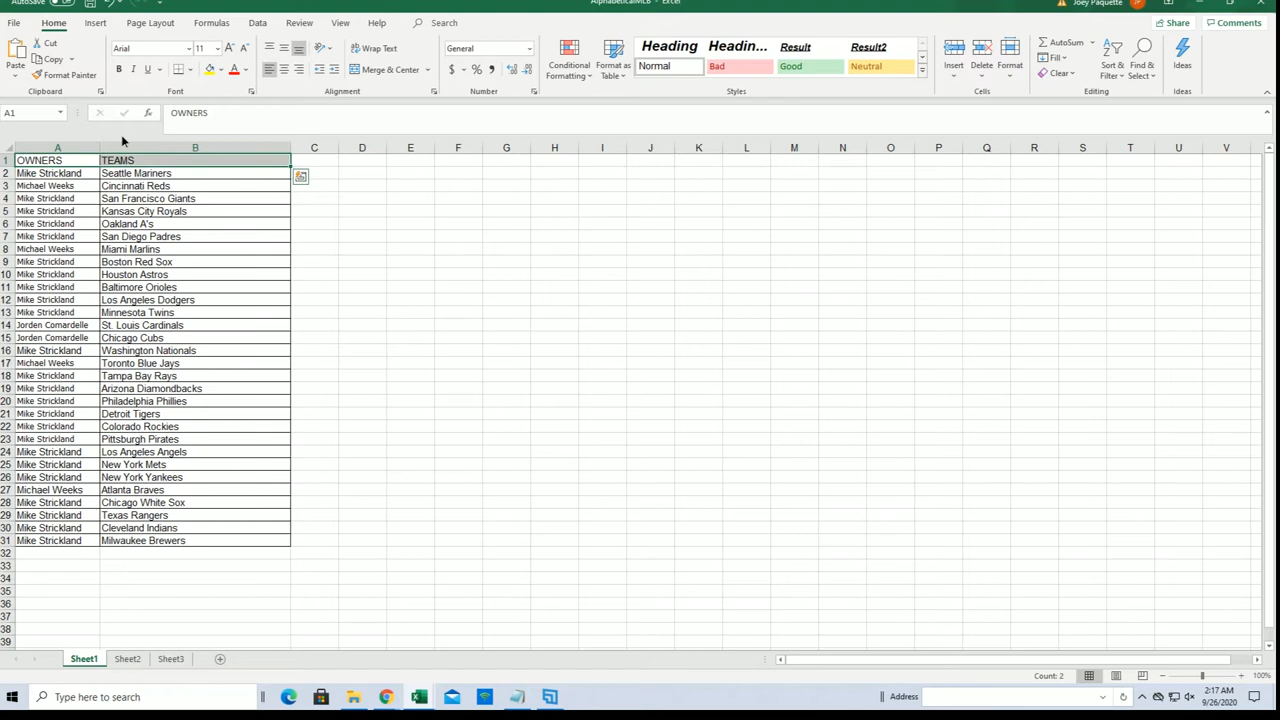 AutoSave Off
AlphabeticalMLB - Excel
Joey Paquette JP
File Home Insert Page Layout Formulas Data Review View Help Search
Share Comments
Paste
Cut
Copy
Format Painter
Clipboard
Arial 11
B I U
Font
Wrap Text
Merge & Center
Alignment
General
$ % ,
Number
Conditional Formatting
Format as Table
Heading Headin... Result Result2
Normal Bad Good Neutral
Styles
Insert Delete Format
Cells
AutoSum
Fill
Clear
Sort & Filter
Find & Select
Editing
Ideas
Ideas
A1 fx OWNERS
A B C D E F G H I J K L M N O P Q R S T U V
1 OWNERS TEAMS
2 Mike Strickland Seattle Mariners
3 Michael Weeks Cincinnati Reds
4 Mike Strickland San Francisco Giants
5 Mike Strickland Kansas City Royals
6 Mike Strickland Oakland A's
7 Mike Strickland San Diego Padres
8 Michael Weeks Miami Marlins
9 Mike Strickland Boston Red Sox
10 Mike Strickland Houston Astros
11 Mike Strickland Baltimore Orioles
12 Mike Strickland Los Angeles Dodgers
13 Mike Strickland Minnesota Twins
14 Jorden Comardelle St. Louis Cardinals
15 Jorden Comardelle Chicago Cubs
16 Mike Strickland Washington Nationals
17 Michael Weeks Toronto Blue Jays
18 Mike Strickland Tampa Bay Rays
19 Mike Strickland Arizona Diamondbacks
20 Mike Strickland Philadelphia Phillies
21 Mike Strickland Detroit Tigers
22 Mike Strickland Colorado Rockies
23 Mike Strickland Pittsburgh Pirates
24 Mike Strickland Los Angeles Angels
25 Mike Strickland New York Mets
26 Mike Strickland New York Yankees
27 Michael Weeks Atlanta Braves
28 Mike Strickland Chicago White Sox
29 Mike Strickland Texas Rangers
30 Mike Strickland Cleveland Indians
31 Mike Strickland Milwaukee Brewers
32
33
34
35
36
37
38
39
Sheet1 Sheet2 Sheet3
Count: 2
100%
Type here to search
Address
2:17 AM
9/26/2020